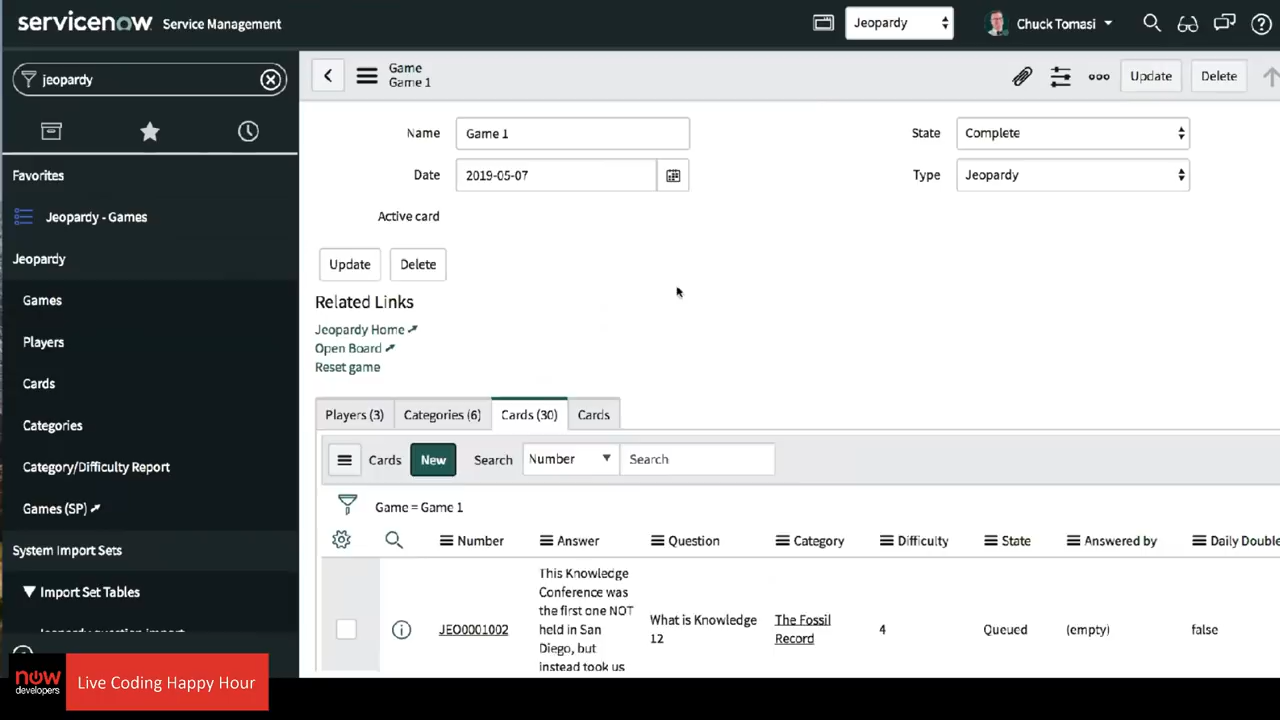 servicenow. Service Management
Jeopardy
Chuck Tomasi
jeopardy
Game
Game 1
Update
Delete
Name
Game 1
State
Complete
Date
2019-05-07
Type
Jeopardy
Active card
Favorites
Jeopardy - Games
Jeopardy
Games
Players
Cards
Categories
Category/Difficulty Report
Games (SP)
System Import Sets
Import Set Tables
Jeopardy question import
Update
Delete
Related Links
Jeopardy Home
Open Board
Reset game
Players (3)
Categories (6)
Cards (30)
Cards
Cards
New
Search
Number
Search
Game = Game 1
Number
Answer
Question
Category
Difficulty
State
Answered by
Daily Double
JEO0001002
This Knowledge
Conference was
the first one NOT
held in San
Diego, but
instead took us
What is Knowledge
12
The Fossil
Record
4
Queued
(empty)
false
now
developers
Live Coding Happy Hour